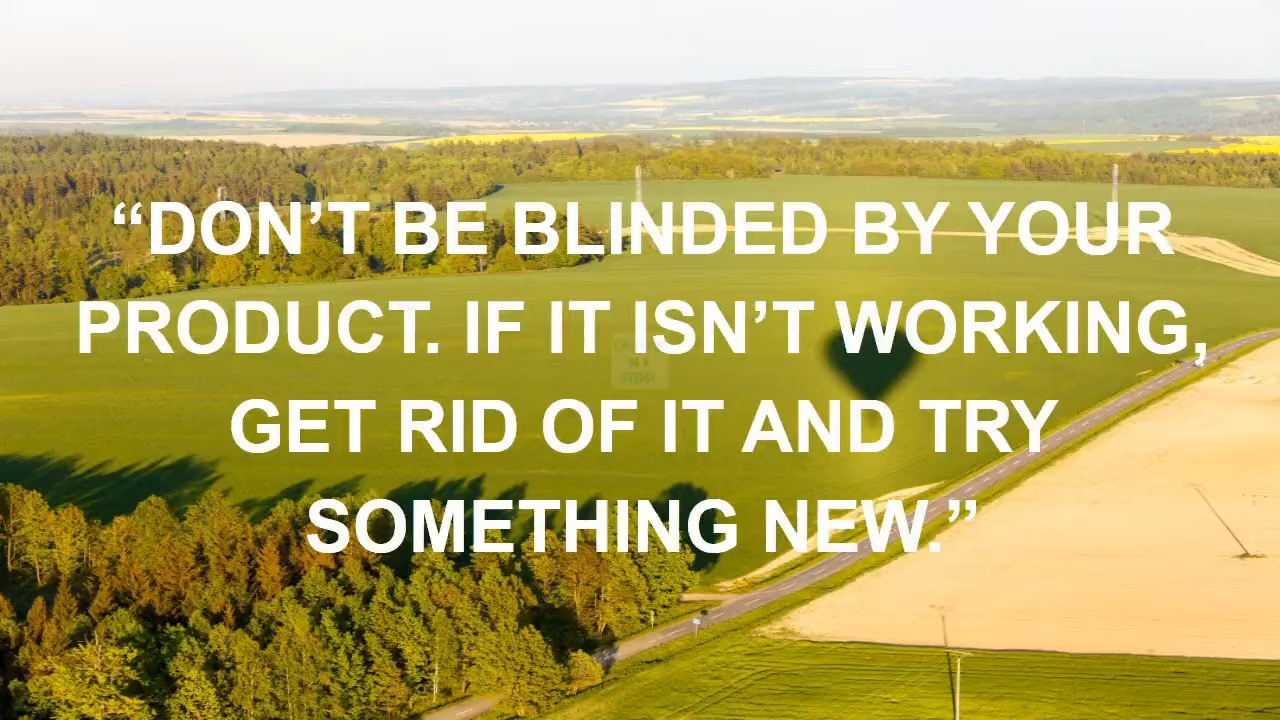 “DON’T BE BLINDED BY YOUR
PRODUCT. IF IT ISN’T WORKING,
GET RID OF IT AND TRY
SOMETHING NEW.”